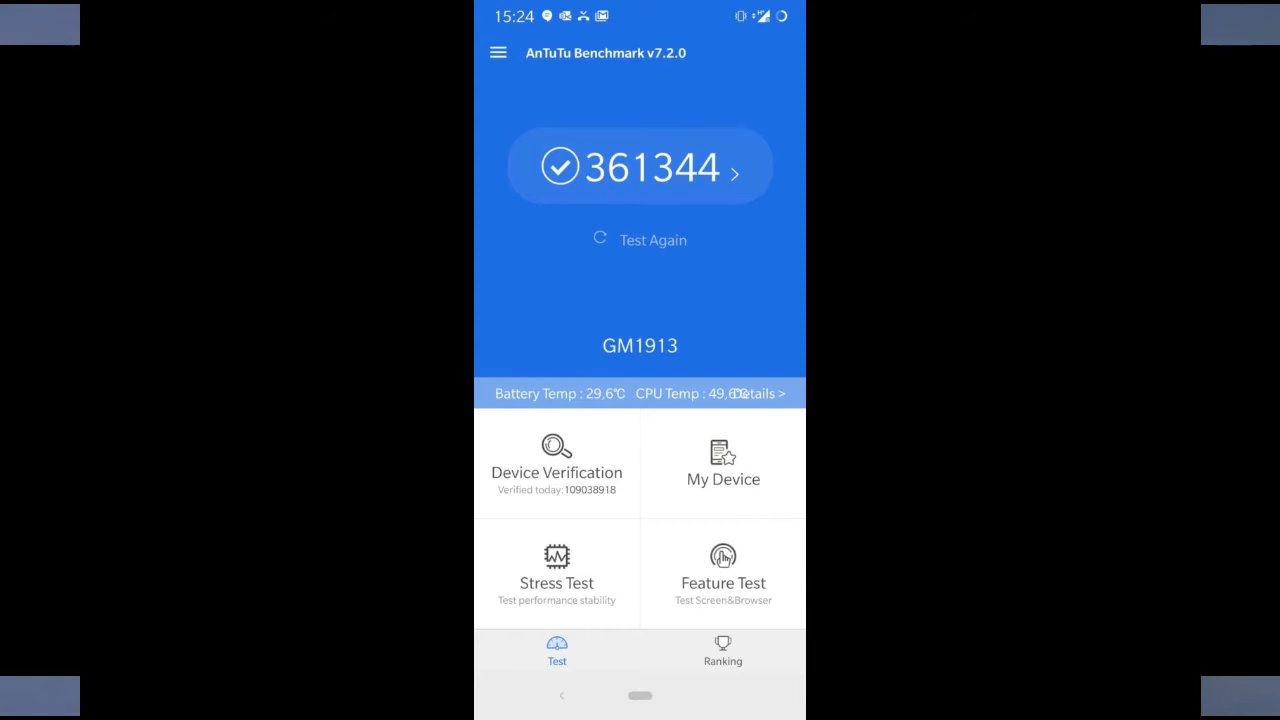 15:24
AnTuTu Benchmark v7.2.0
361344 >
Test Again
GM1913
Battery Temp : 29,6℃ CPU Temp : 49,6℃ Details >
Device Verification
Verified today:109038918
My Device
Stress Test
Test performance stability
Feature Test
Test Screen&Browser
Test
Ranking